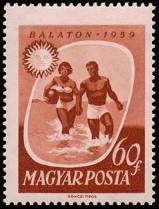 BALATON • 1959
60f.
MAGYAR POSTA